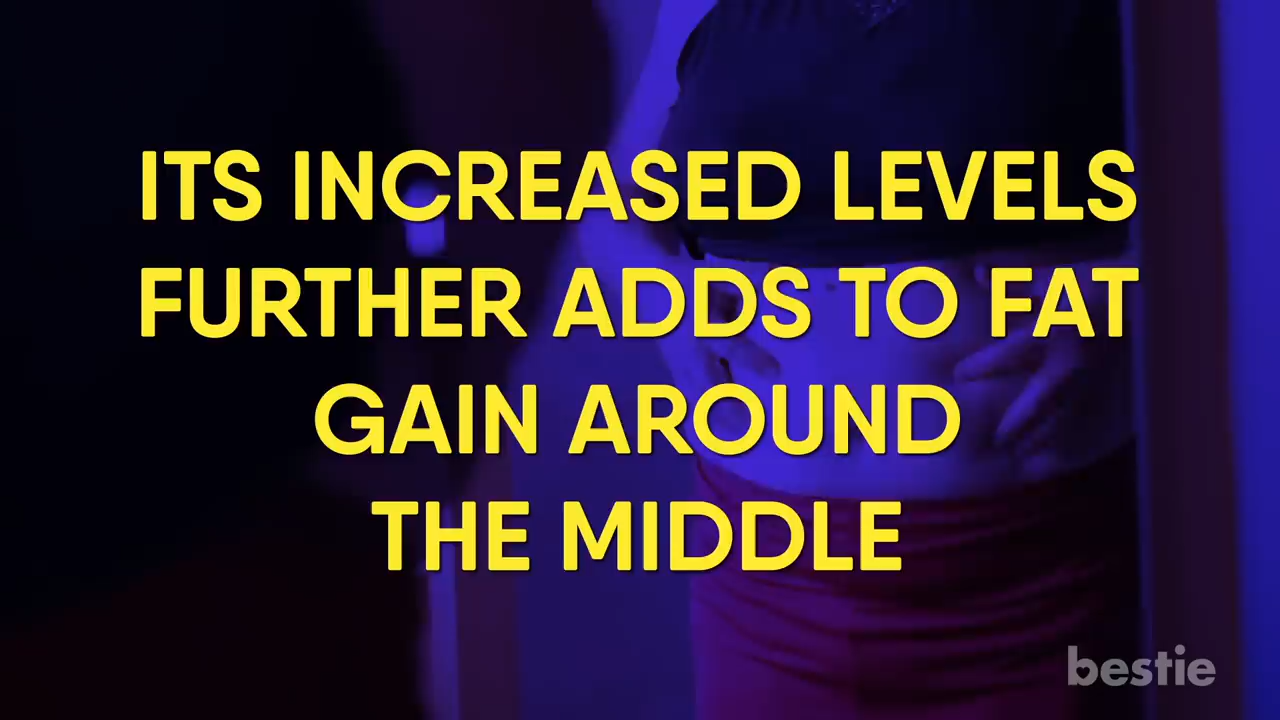 ITS INCREASED LEVELS
FURTHER ADDS TO FAT
GAIN AROUND
THE MIDDLE
bestie